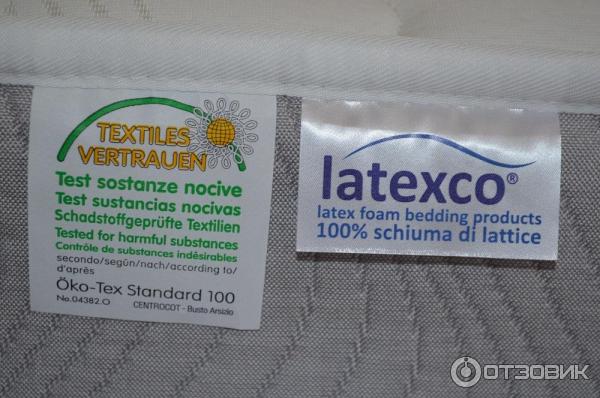 TEXTILES
VERTRAUEN
Test sostanze nocive
Test sustancias nocivas
Schadstoffgeprüfte Textilien
Tested for harmful substances
Contrôle de substances indésirables
secondo/según/nach/according to/
d'après
Öko-Tex Standard 100
No.04382.O
CENTROCOT - Busto Arsizio
latexco®
latex foam bedding products
100% schiuma di lattice
ОТЗОВИК